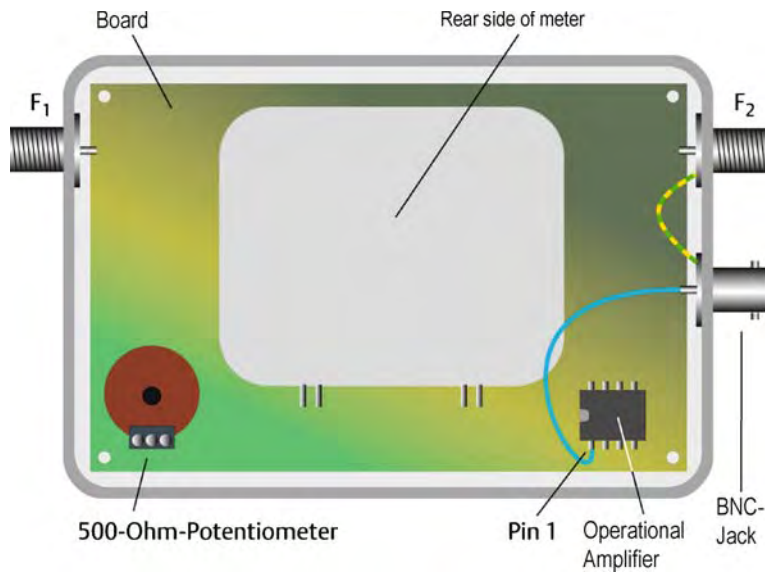 Board
Rear side of meter
F1
F2
500-Ohm-Potentiometer
Pin 1
Operational
Amplifier
BNC-
Jack